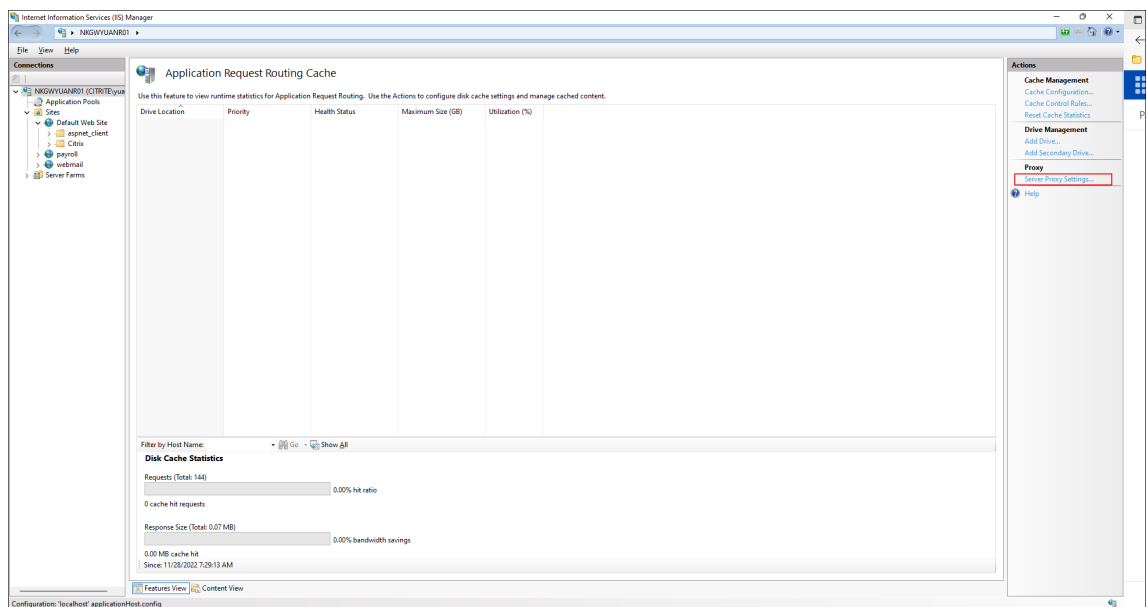 Internet Information Services (IIS) Manager
NKGWYUANR01
File View Help
Connections
NKGWYUANR01 (CITRITE\yua
Application Pools
Sites
Default Web Site
aspnet_client
Citrix
payroll
webmail
Server Farms
Application Request Routing Cache
Use this feature to view runtime statistics for Application Request Routing. Use the Actions to configure disk cache settings and manage cached content.
Drive Location Priority Health Status Maximum Size (GB) Utilization (%)
Filter by Host Name: Go Show All
Disk Cache Statistics
Requests (Total: 144)
0.00% hit ratio
0 cache hit requests
Response Size (Total: 0.07 MB)
0.00% bandwidth savings
0.00 MB cache hit
Since: 11/28/2022 7:29:13 AM
Features View Content View
Configuration: 'localhost' applicationHost.config
Actions
Cache Management
Cache Configuration...
Cache Control Rules...
Reset Cache Statistics
Drive Management
Add Drive...
Add Secondary Drive...
Proxy
Server Proxy Settings...
Help
P